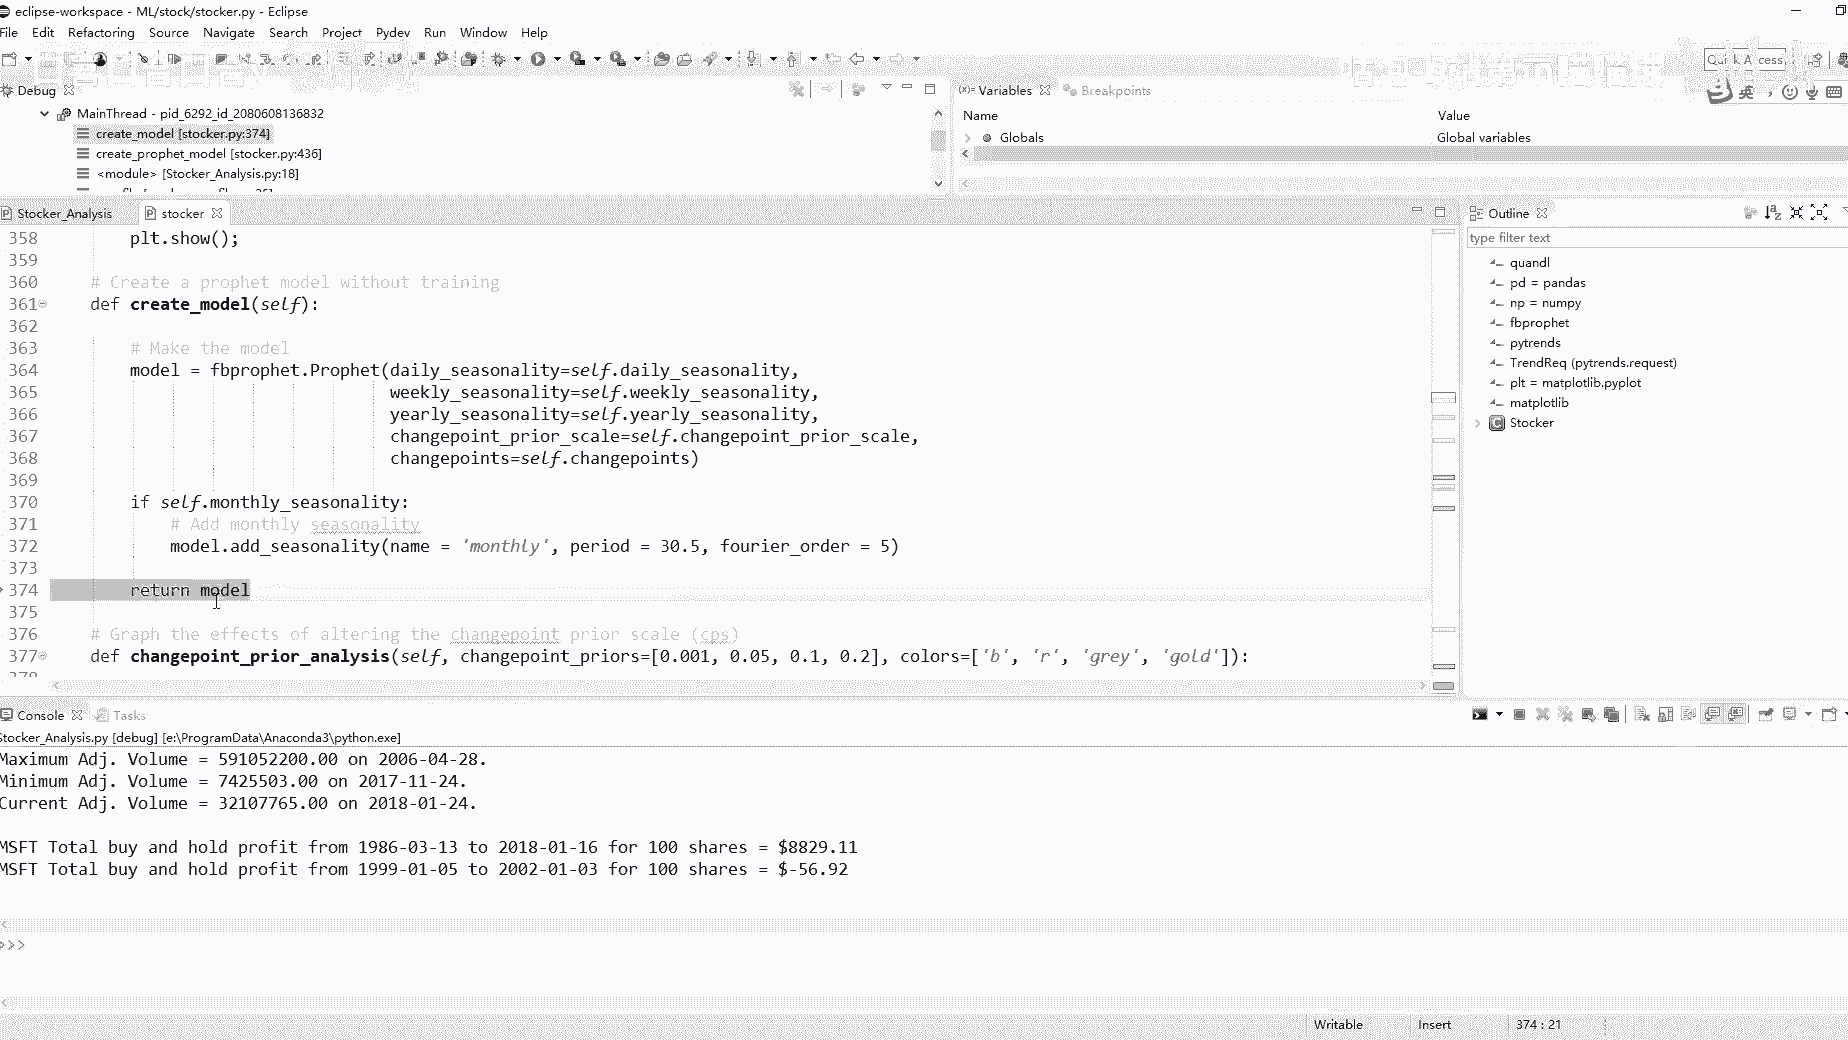 eclipse-workspace - ML/stock/stocker.py - Eclipse
File Edit Refactoring Source Navigate Search Project Pydev Run Window Help
Quick Access
Debug
MainThread - pid_6292_id_2080608136832
create_model [stocker.py:374]
create_prophet_model [stocker.py:436]
<module> [Stocker_Analysis.py:18]
(x)= Variables Breakpoints
Name Value
Globals Global variables
英
Stocker_Analysis stocker
358 plt.show();
359
360 # Create a prophet model without training
361 def create_model(self):
362
363 # Make the model
364 model = fbprophet.Prophet(daily_seasonality=self.daily_seasonality,
365 weekly_seasonality=self.weekly_seasonality,
366 yearly_seasonality=self.yearly_seasonality,
367 changepoint_prior_scale=self.changepoint_prior_scale,
368 changepoints=self.changepoints)
369
370 if self.monthly_seasonality:
371 # Add monthly seasonality
372 model.add_seasonality(name = 'monthly', period = 30.5, fourier_order = 5)
373
374 return model
375
376 # Graph the effects of altering the changepoint prior scale (cps)
377 def changepoint_prior_analysis(self, changepoint_priors=[0.001, 0.05, 0.1, 0.2], colors=['b', 'r', 'grey', 'gold']):
Outline
type filter text
quandl
pd = pandas
np = numpy
fbprophet
pytrends
TrendReq (pytrends.request)
plt = matplotlib.pyplot
matplotlib
Stocker
Console Tasks
Stocker_Analysis.py [debug] [e:\ProgramData\Anaconda3\python.exe]
Maximum Adj. Volume = 591052200.00 on 2006-04-28.
Minimum Adj. Volume = 7425503.00 on 2017-11-24.
Current Adj. Volume = 32107765.00 on 2018-01-24.
MSFT Total buy and hold profit from 1986-03-13 to 2018-01-16 for 100 shares = $8829.11
MSFT Total buy and hold profit from 1999-01-05 to 2002-01-03 for 100 shares = $-56.92
>>>
Writable Insert 374 : 21